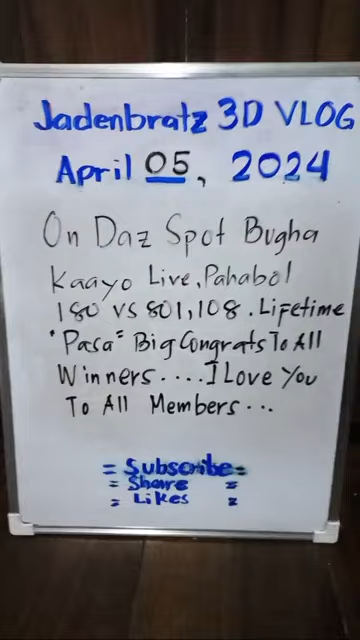 Jadenbratz 3D VLOG
April 05, 2024
On Daz Spot Bugha
Kaayo Live, Pahabol
180 VS 801,108. Lifetime
"Pasa" Big Congrats To All
Winners.... I Love You
To All Members...
= Subscribe =
= Share =
= Likes =